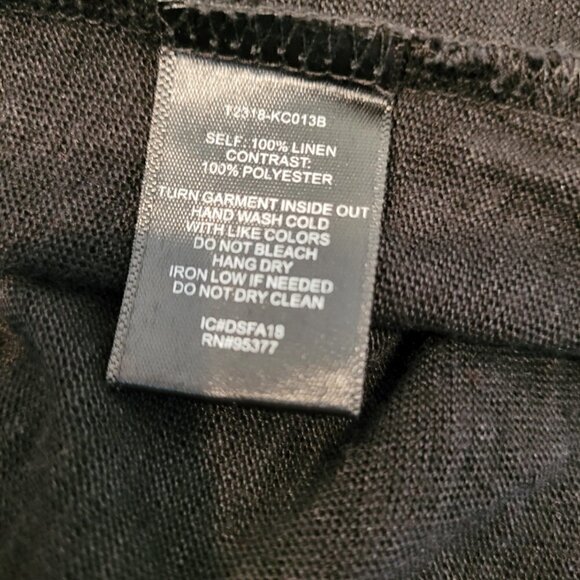 T2318-KC013B
SELF: 100% LINEN
CONTRAST:
100% POLYESTER
TURN GARMENT INSIDE OUT
HAND WASH COLD
WITH LIKE COLORS
DO NOT BLEACH
HANG DRY
IRON LOW IF NEEDED
DO NOT DRY CLEAN
IC#DSFA18
RN#95377